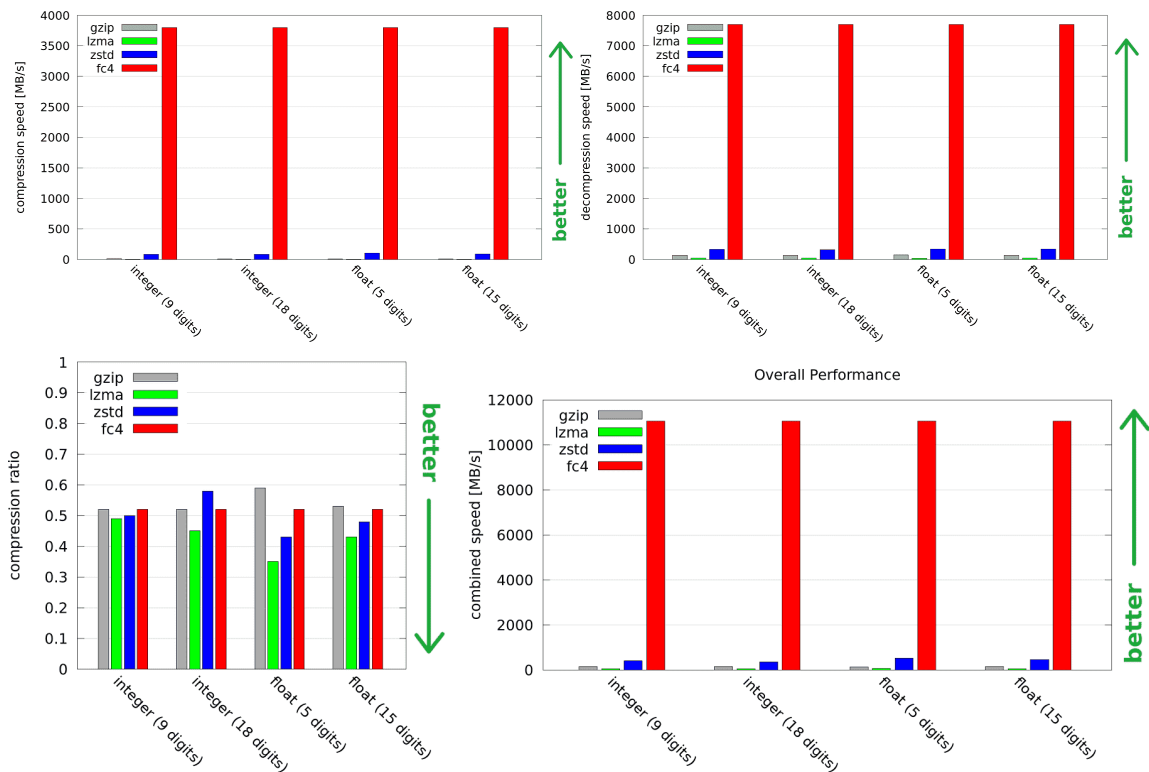 compression speed [MB/s]
4000
3500
3000
2500
2000
1500
1000
500
0
gzip
lzma
zstd
fc4
integer (9 digits)
integer (18 digits)
float (5 digits)
float (15 digits)
better
decompression speed [MB/s]
8000
7000
6000
5000
4000
3000
2000
1000
0
gzip
lzma
zstd
fc4
integer (9 digits)
integer (18 digits)
float (5 digits)
float (15 digits)
better
compression ratio
1
0.9
0.8
0.7
0.6
0.5
0.4
0.3
0.2
0.1
0
gzip
lzma
zstd
fc4
integer (9 digits)
integer (18 digits)
float (5 digits)
float (15 digits)
better
Overall Performance
combined speed [MB/s]
12000
10000
8000
6000
4000
2000
0
gzip
lzma
zstd
fc4
integer (9 digits)
integer (18 digits)
float (5 digits)
float (15 digits)
better